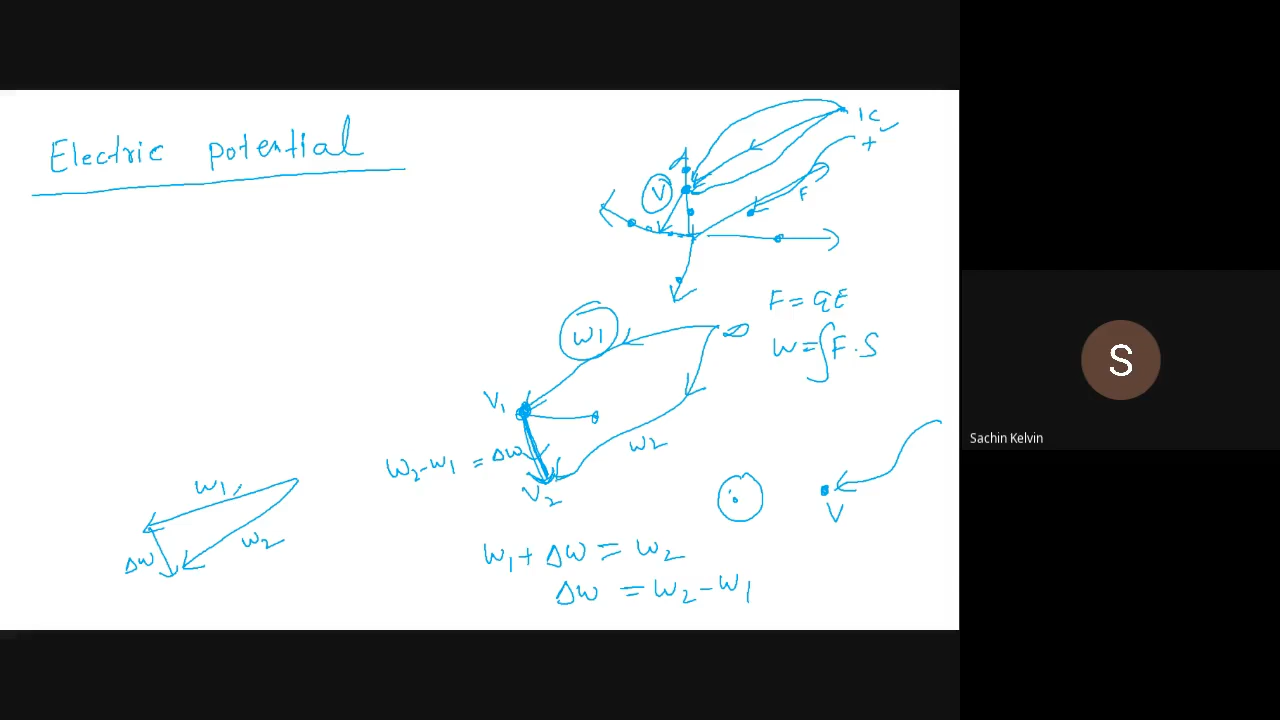 Electric potential
1C
+
V
F
F = qE
W = ∫F.S
W1
∞
V1
W2
W2-W1 = ΔW
V2
W1
W2
ΔW
V
W1 + ΔW = W2
ΔW = W2-W1
S
Sachin Kelvin